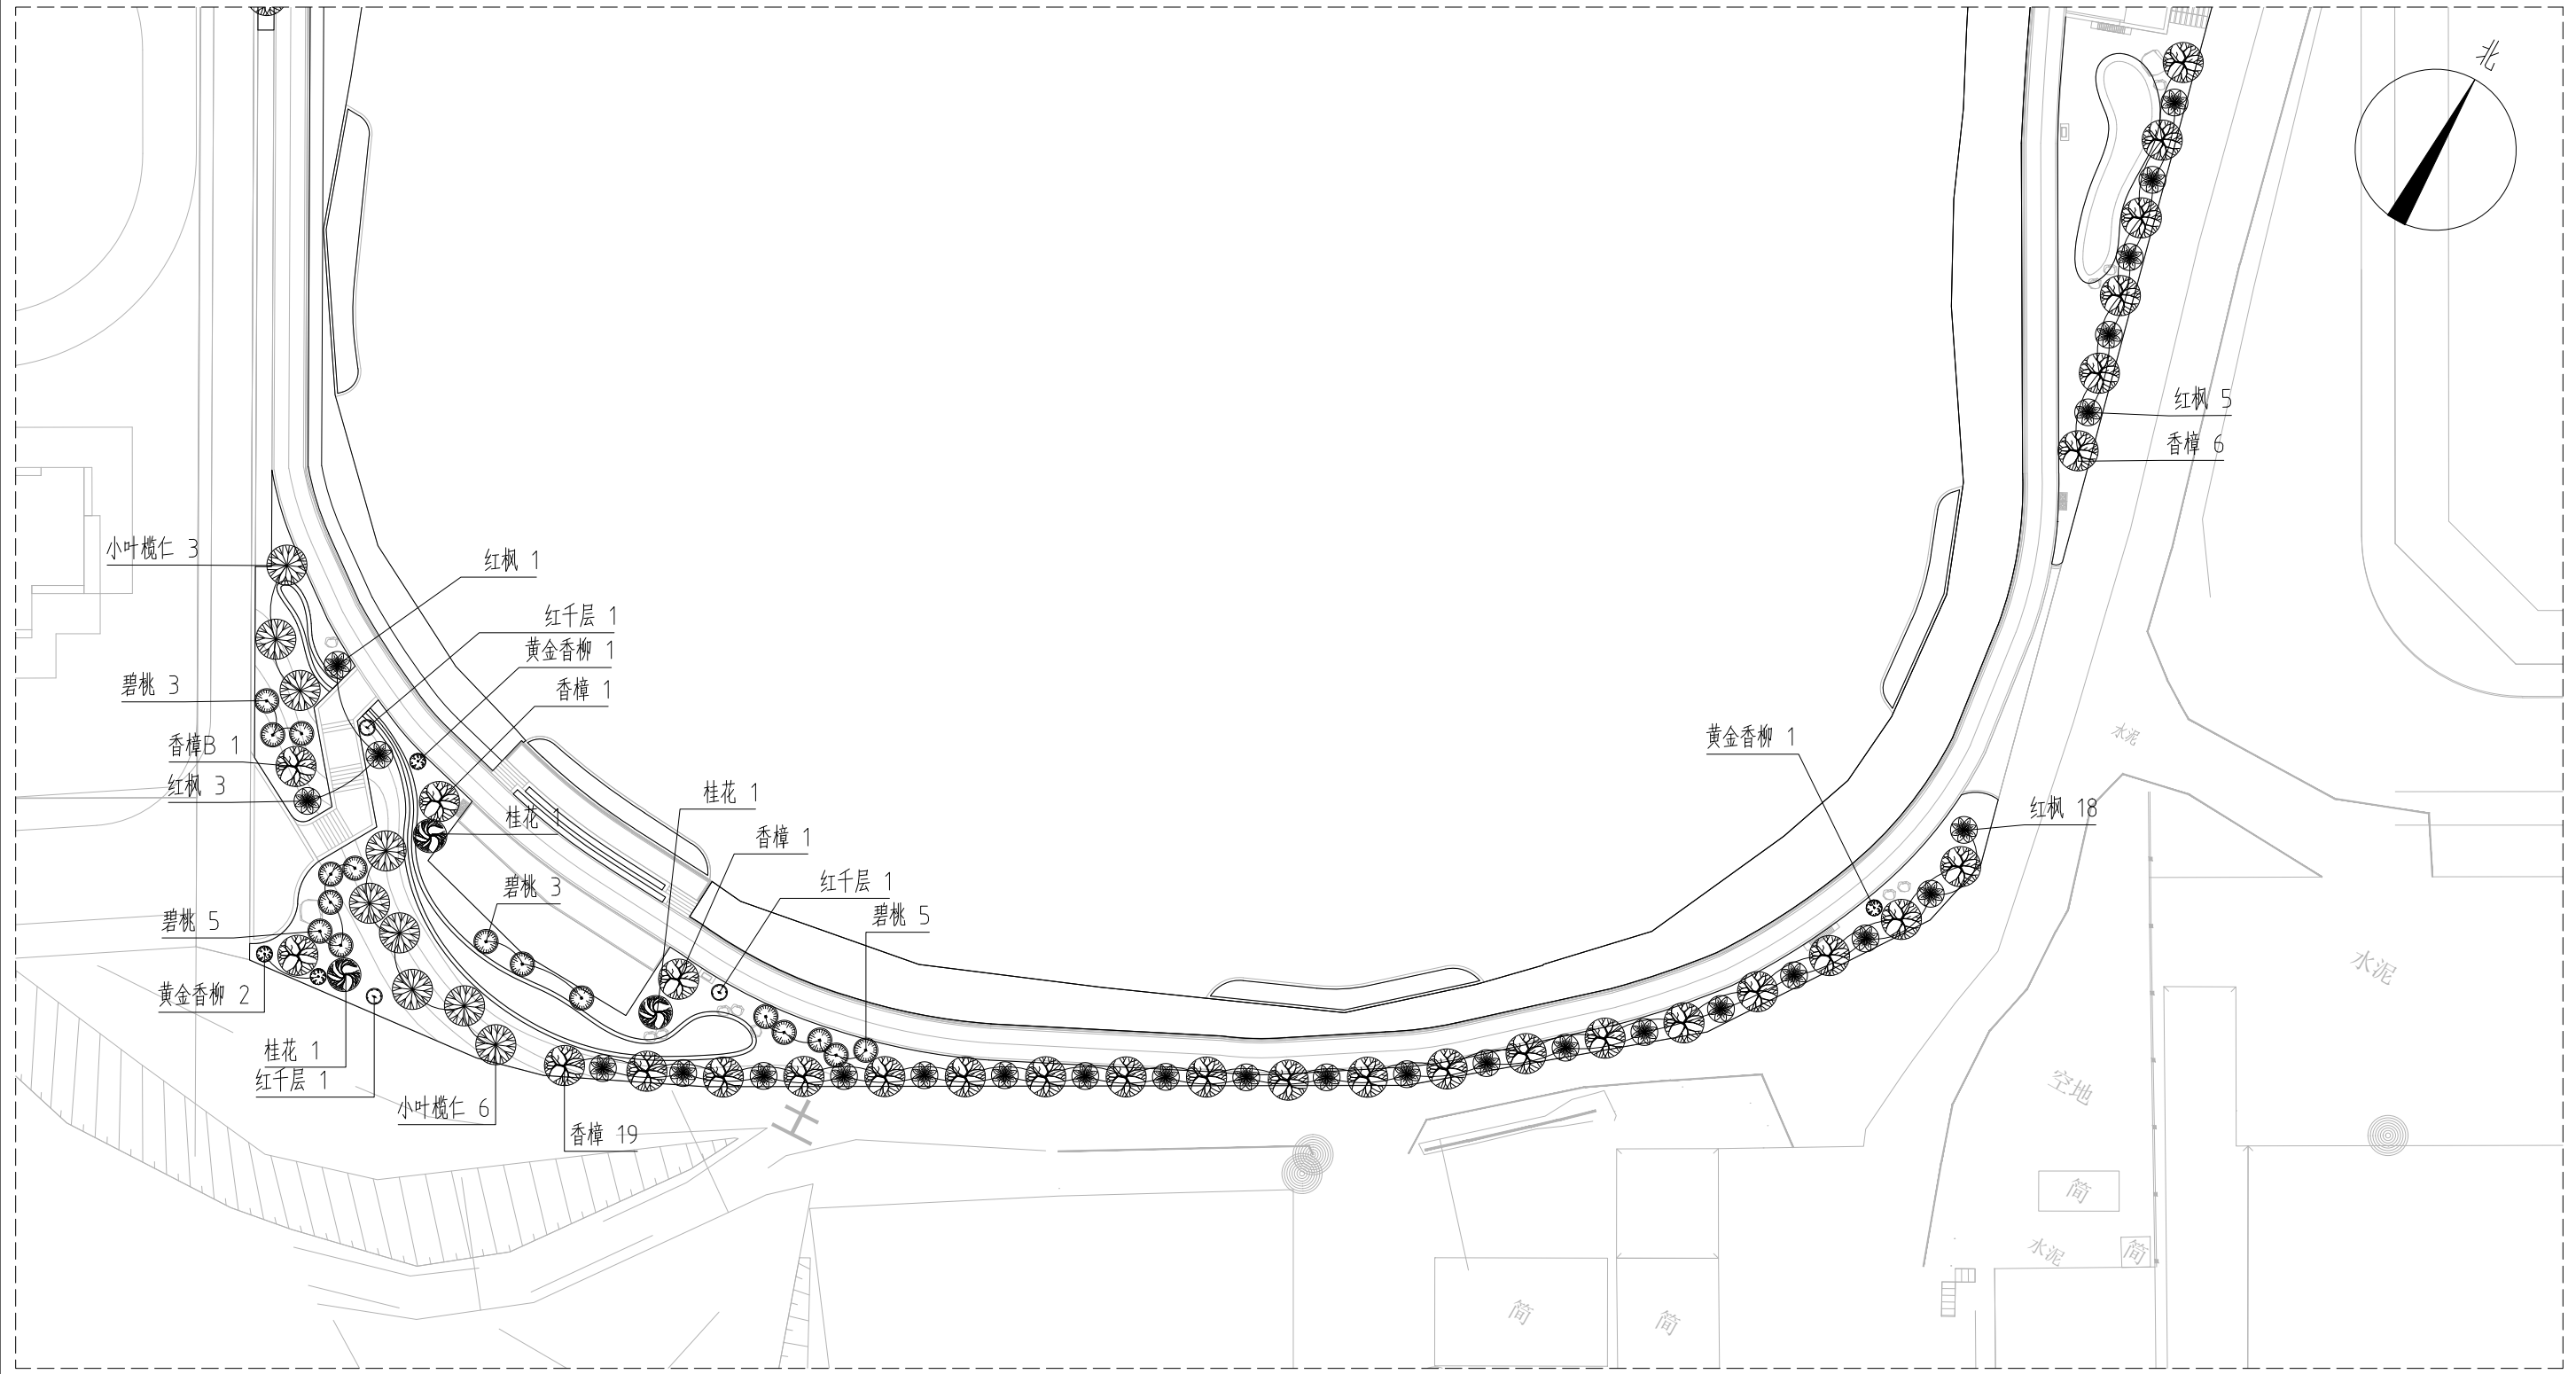 北
红枫 5
香樟 6
小叶榄仁 3
红枫 1
红千层 1
黄金香柳 1
香樟 1
碧桃 3
香樟B 1
红枫 3
桂花 1
桂花 1
香樟 1
黄金香柳 1
水泥
红枫 18
碧桃 3
红千层 1
碧桃 5
碧桃 5
黄金香柳 2
桂花 1
红千层 1
小叶榄仁 6
香樟 19
土
水泥
空地
简
水泥
简
简
简